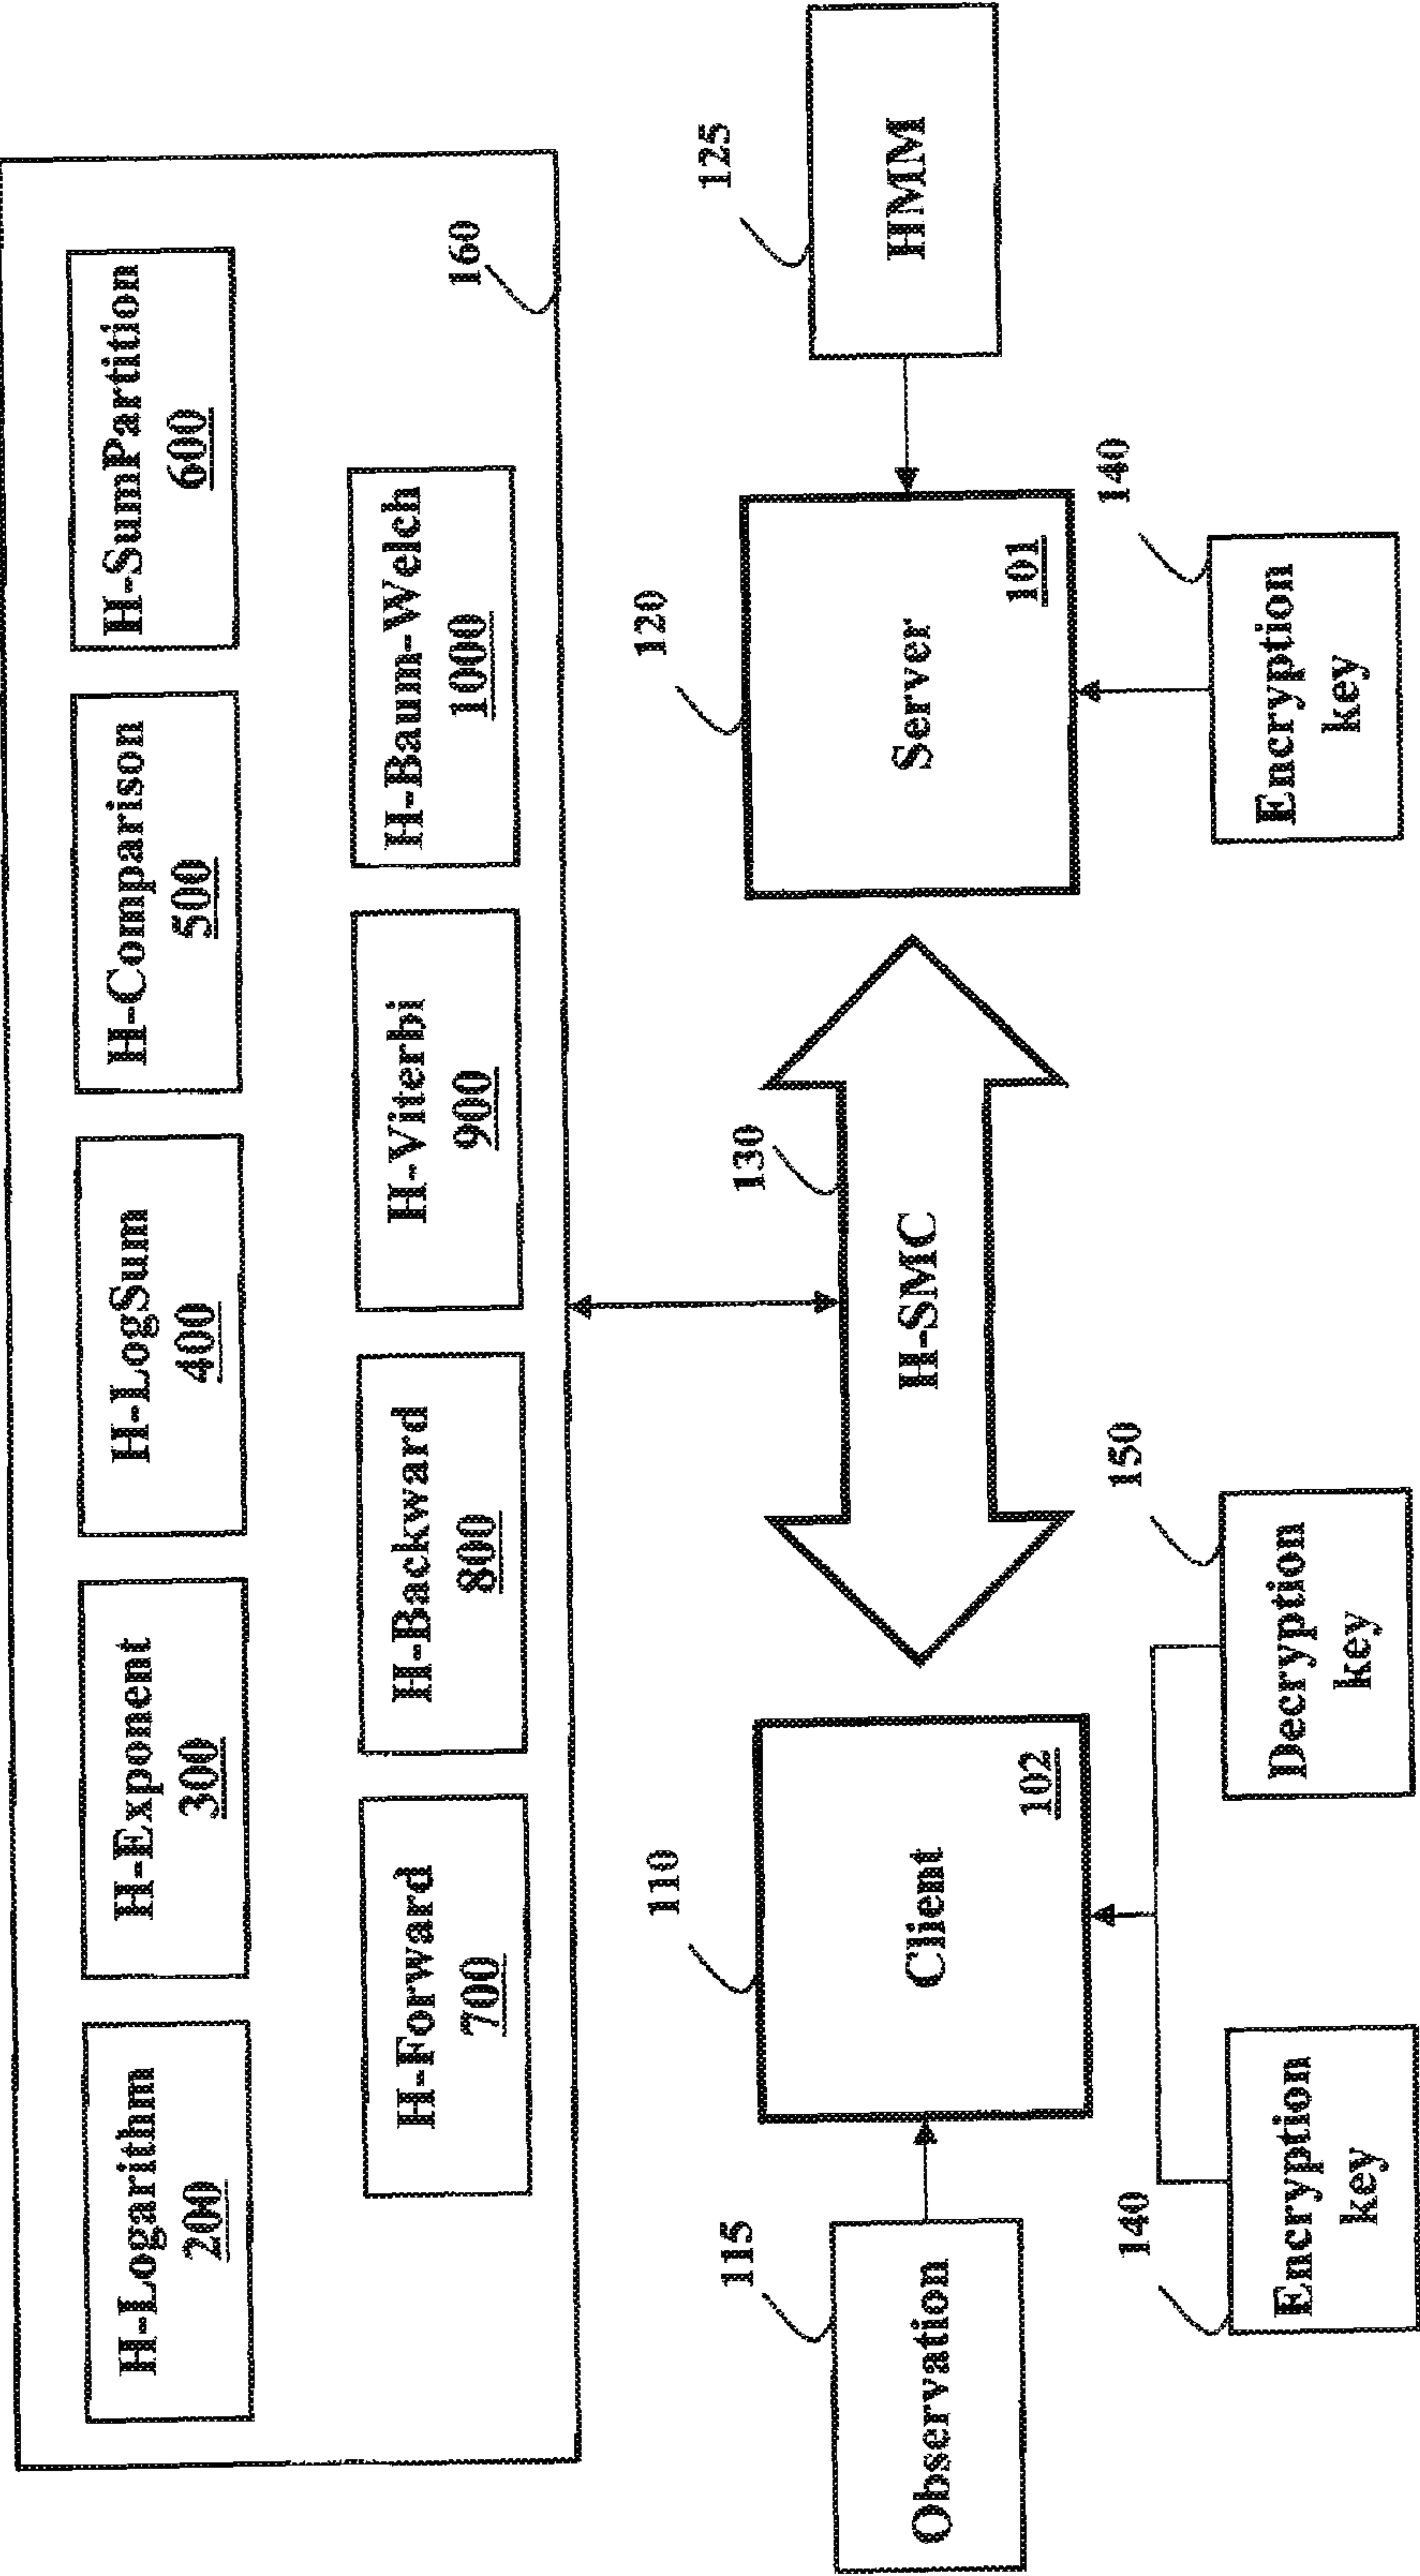 H-Logarithm
200
H-Exponent
300
H-LogSum
400
H-Comparison
500
H-SumPartition
600
H-Forward
700
H-Backward
800
H-Viterbi
900
H-Baum-Welch
1000
160
115
Observation
110
Client
102
130
H-SMC
120
Server
101
125
HMM
140
Encryption
key
150
Decryption
key
140
Encryption
key